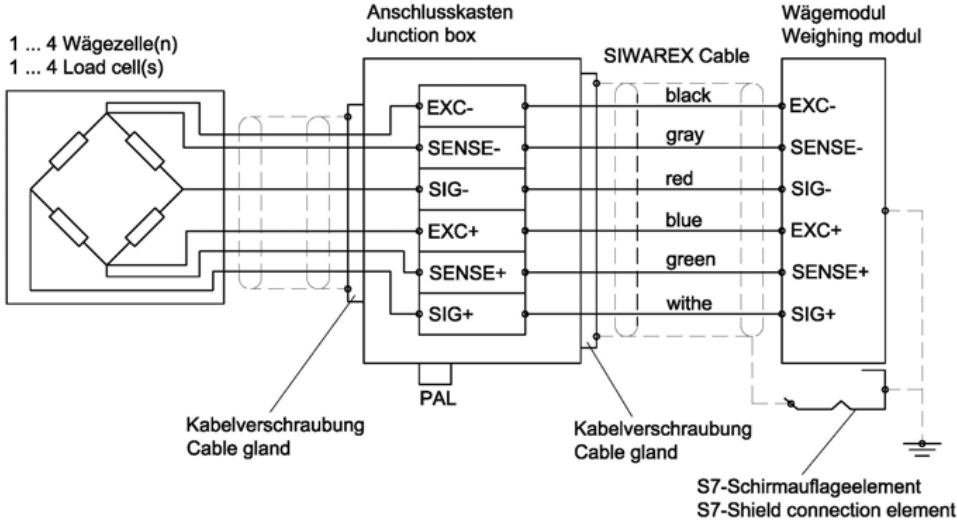 1 ... 4 Wägezelle(n)
1 ... 4 Load cell(s)
Anschlusskasten
Junction box
SIWAREX Cable
Wägemodul
Weighing modul
EXC-
SENSE-
SIG-
EXC+
SENSE+
SIG+
black
gray
red
blue
green
withe
EXC-
SENSE-
SIG-
EXC+
SENSE+
SIG+
PAL
Kabelverschraubung
Cable gland
Kabelverschraubung
Cable gland
S7-Schirmauflageelement
S7-Shield connection element